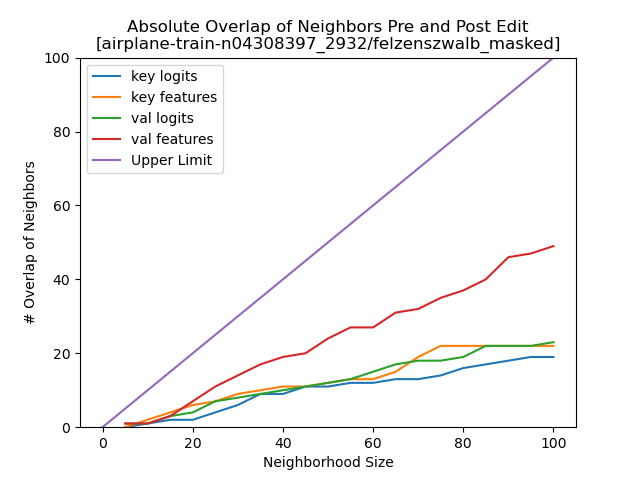 Absolute Overlap of Neighbors Pre and Post Edit
[airplane-train-n04308397_2932/felzenszwalb_masked]
key logits
key features
val logits
val features
Upper Limit
# Overlap of Neighbors
100
80
60
40
20
0
0 20 40 60 80 100
Neighborhood Size